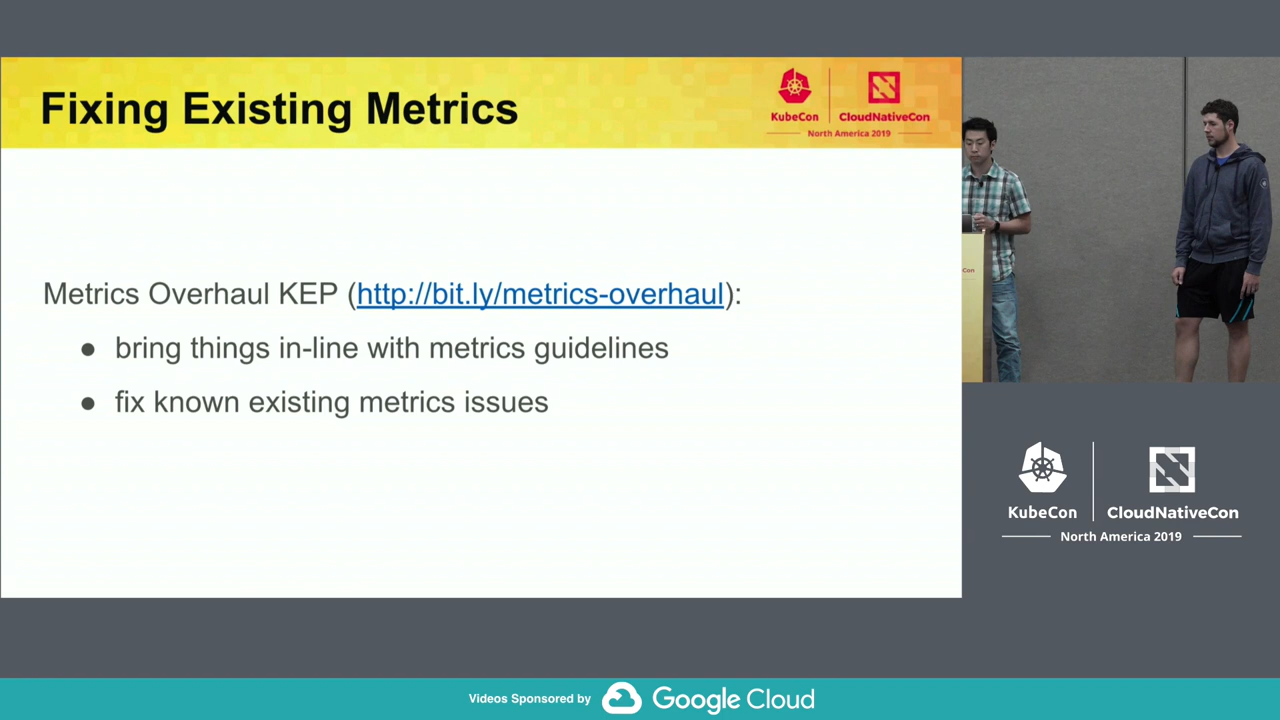 Fixing Existing Metrics
KubeCon
CloudNativeCon
North America 2019
Metrics Overhaul KEP (http://bit.ly/metrics-overhaul):
● bring things in-line with metrics guidelines
● fix known existing metrics issues
KubeCon
CloudNativeCon
North America 2019
Videos Sponsored by
Google Cloud